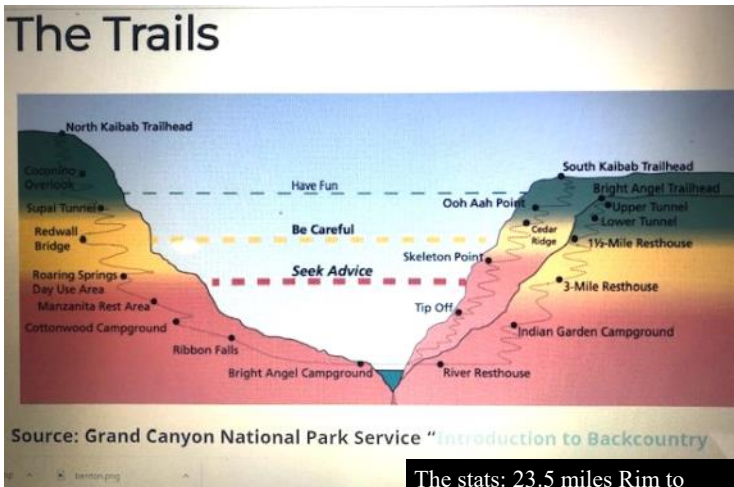 The Trails
North Kaibab Trailhead
Coconino
Overlook
Supai Tunnel
Redwall
Bridge
Roaring Springs
Day Use Area
Manzanita Rest Area
Cottonwood Campground
Ribbon Falls
Bright Angel Campground
Have Fun
Be Careful
Seek Advice
South Kaibab Trailhead
Bright Angel Trailhead
Ooh Aah Point
Upper Tunnel
Lower Tunnel
Cedar
Ridge
1½-Mile Resthouse
Skeleton Point
3-Mile Resthouse
Tip Off
Indian Garden Campground
River Resthouse
Source: Grand Canyon National Park Service "Introduction to Backcountry
The stats: 23.5 miles Rim to